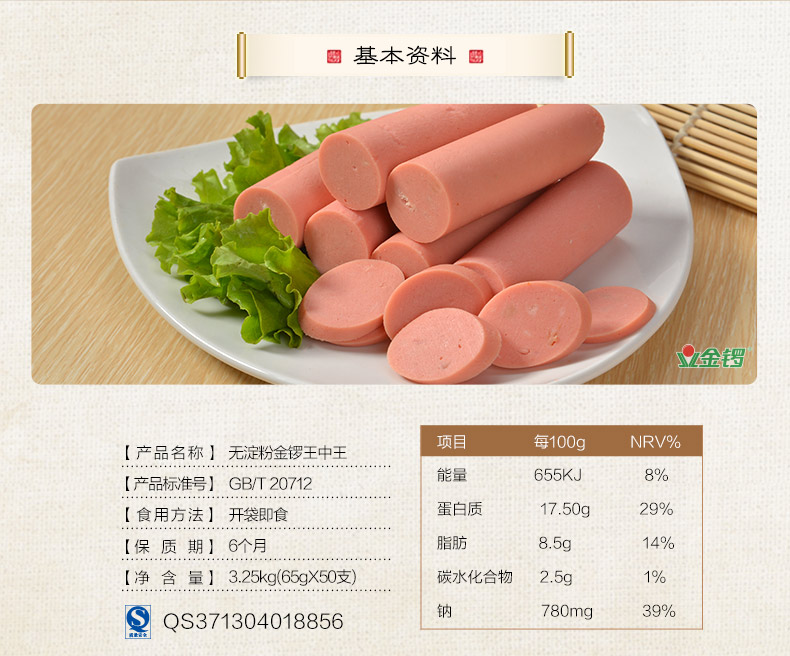 基本资料
金锣
【产品名称】 无淀粉金锣王中王
【产品标准号】 GB/T 20712
【食用方法】 开袋即食
【保质期】 6个月
【净含量】 3.25kg(65gX50支)
QS371304018856
项目 每100g NRV%
能量 655KJ 8%
蛋白质 17.50g 29%
脂肪 8.5g 14%
碳水化合物 2.5g 1%
钠 780mg 39%